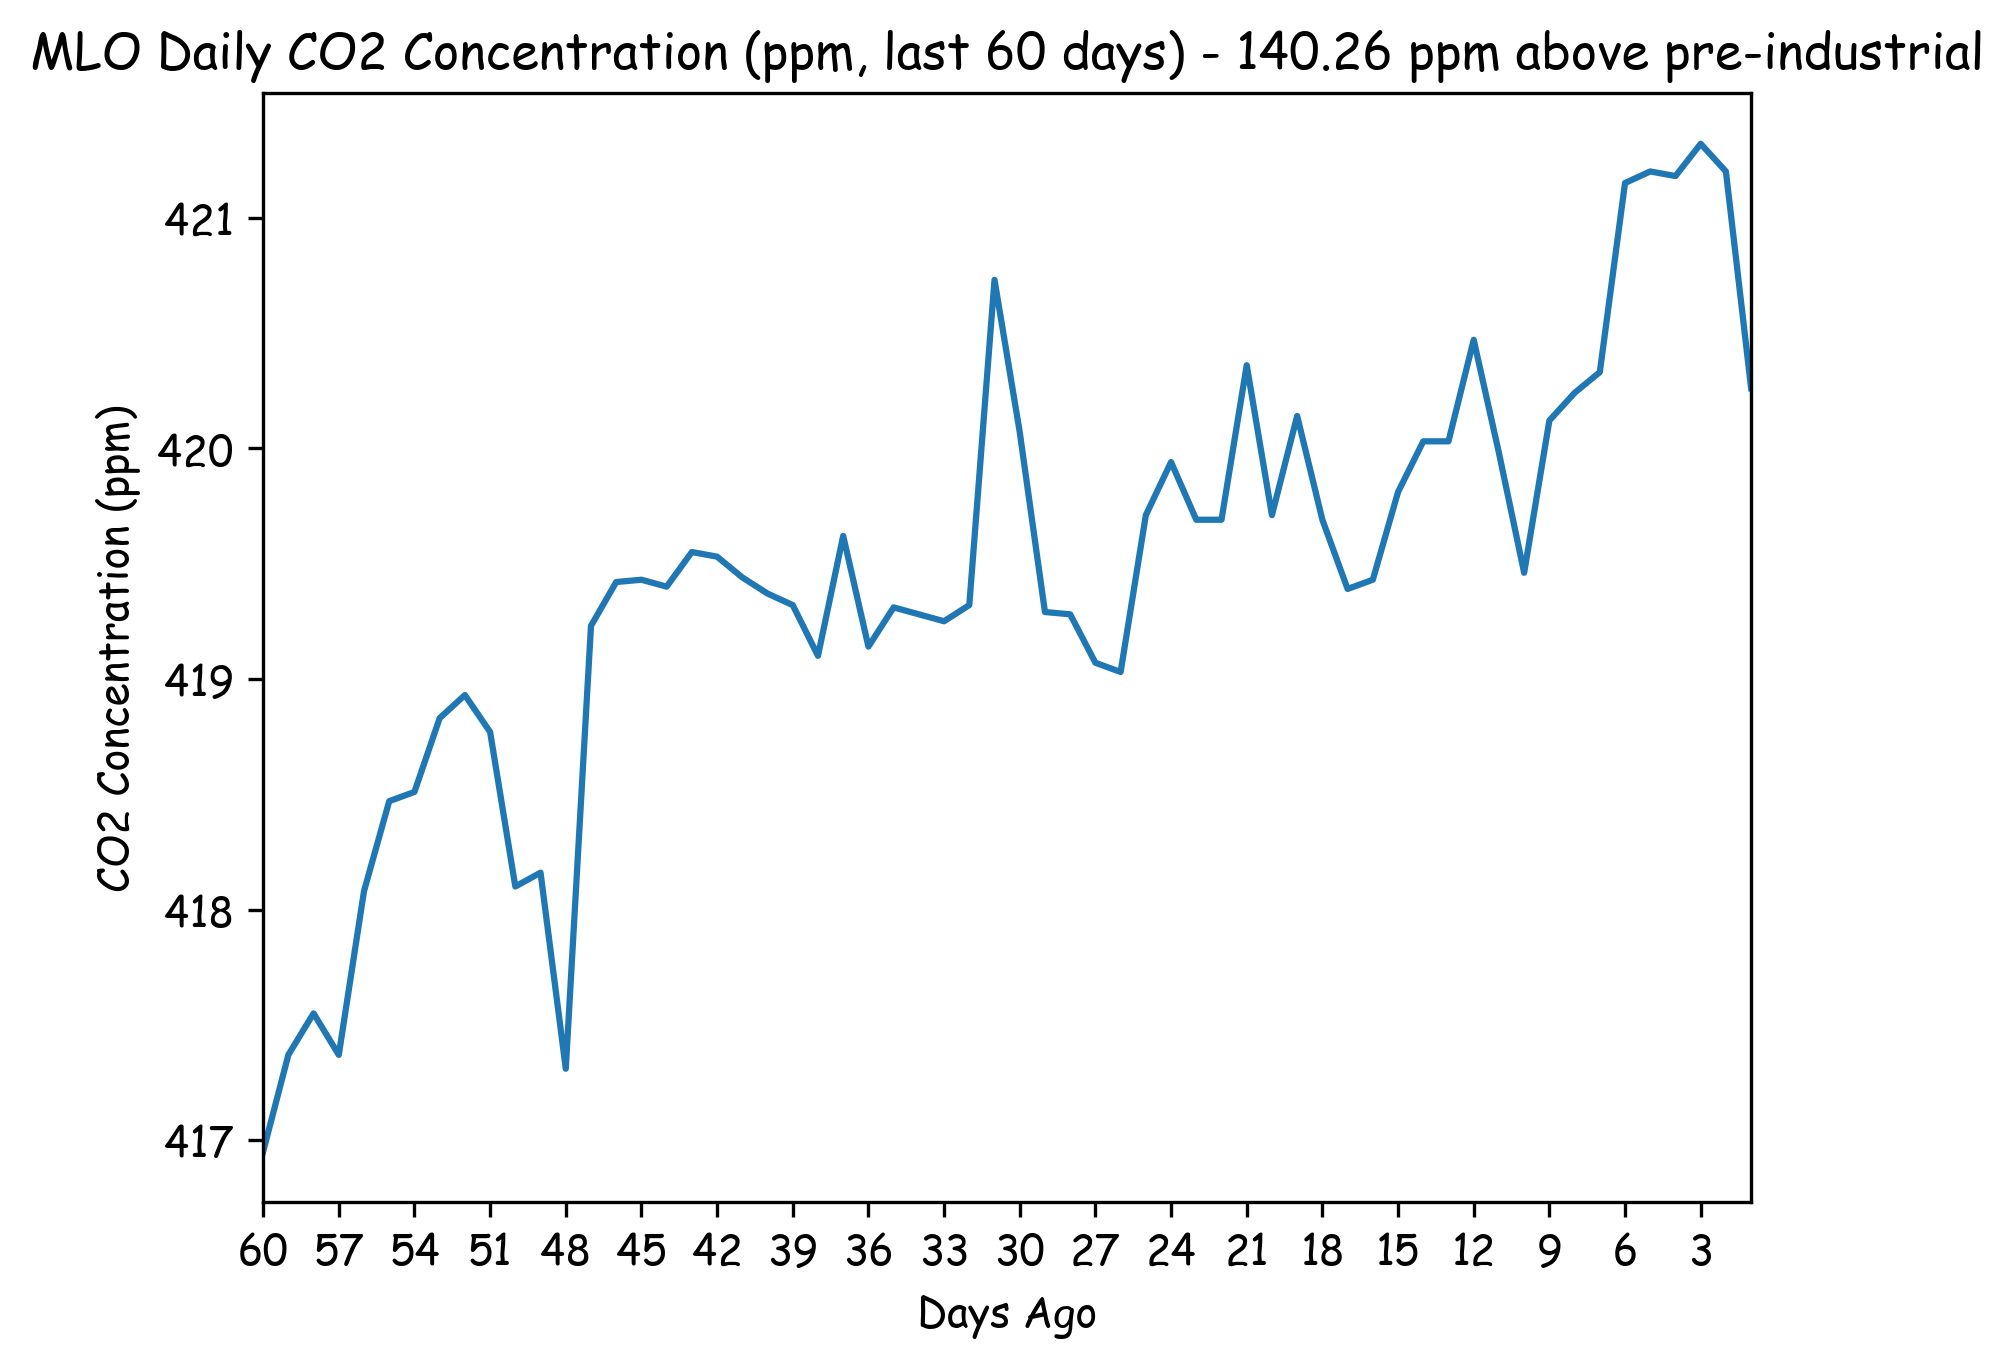 MLO Daily CO2 Concentration (ppm, last 60 days) - 140.26 ppm above pre-industrial
CO2 Concentration (ppm)
421
420
419
418
417
60 57 54 51 48 45 42 39 36 33 30 27 24 21 18 15 12 9 6 3
Days Ago